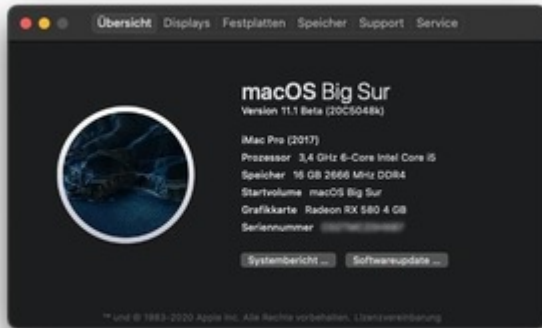 Übersicht Displays Festplatten Speicher Support Service
macOS Big Sur
Version 11.1 Beta (20C5048k)
iMac Pro (2017)
Prozessor 3,4 GHz 6-Core Intel Core i5
Speicher 16 GB 2666 MHz DDR4
Startvolume macOS Big Sur
Grafikkarte Radeon RX 580 4 GB
Seriennummer
Systembericht ... Softwareupdate ...
™ und © 1983-2020 Apple Inc. Alle Rechte vorbehalten. Lizenzvereinbarung